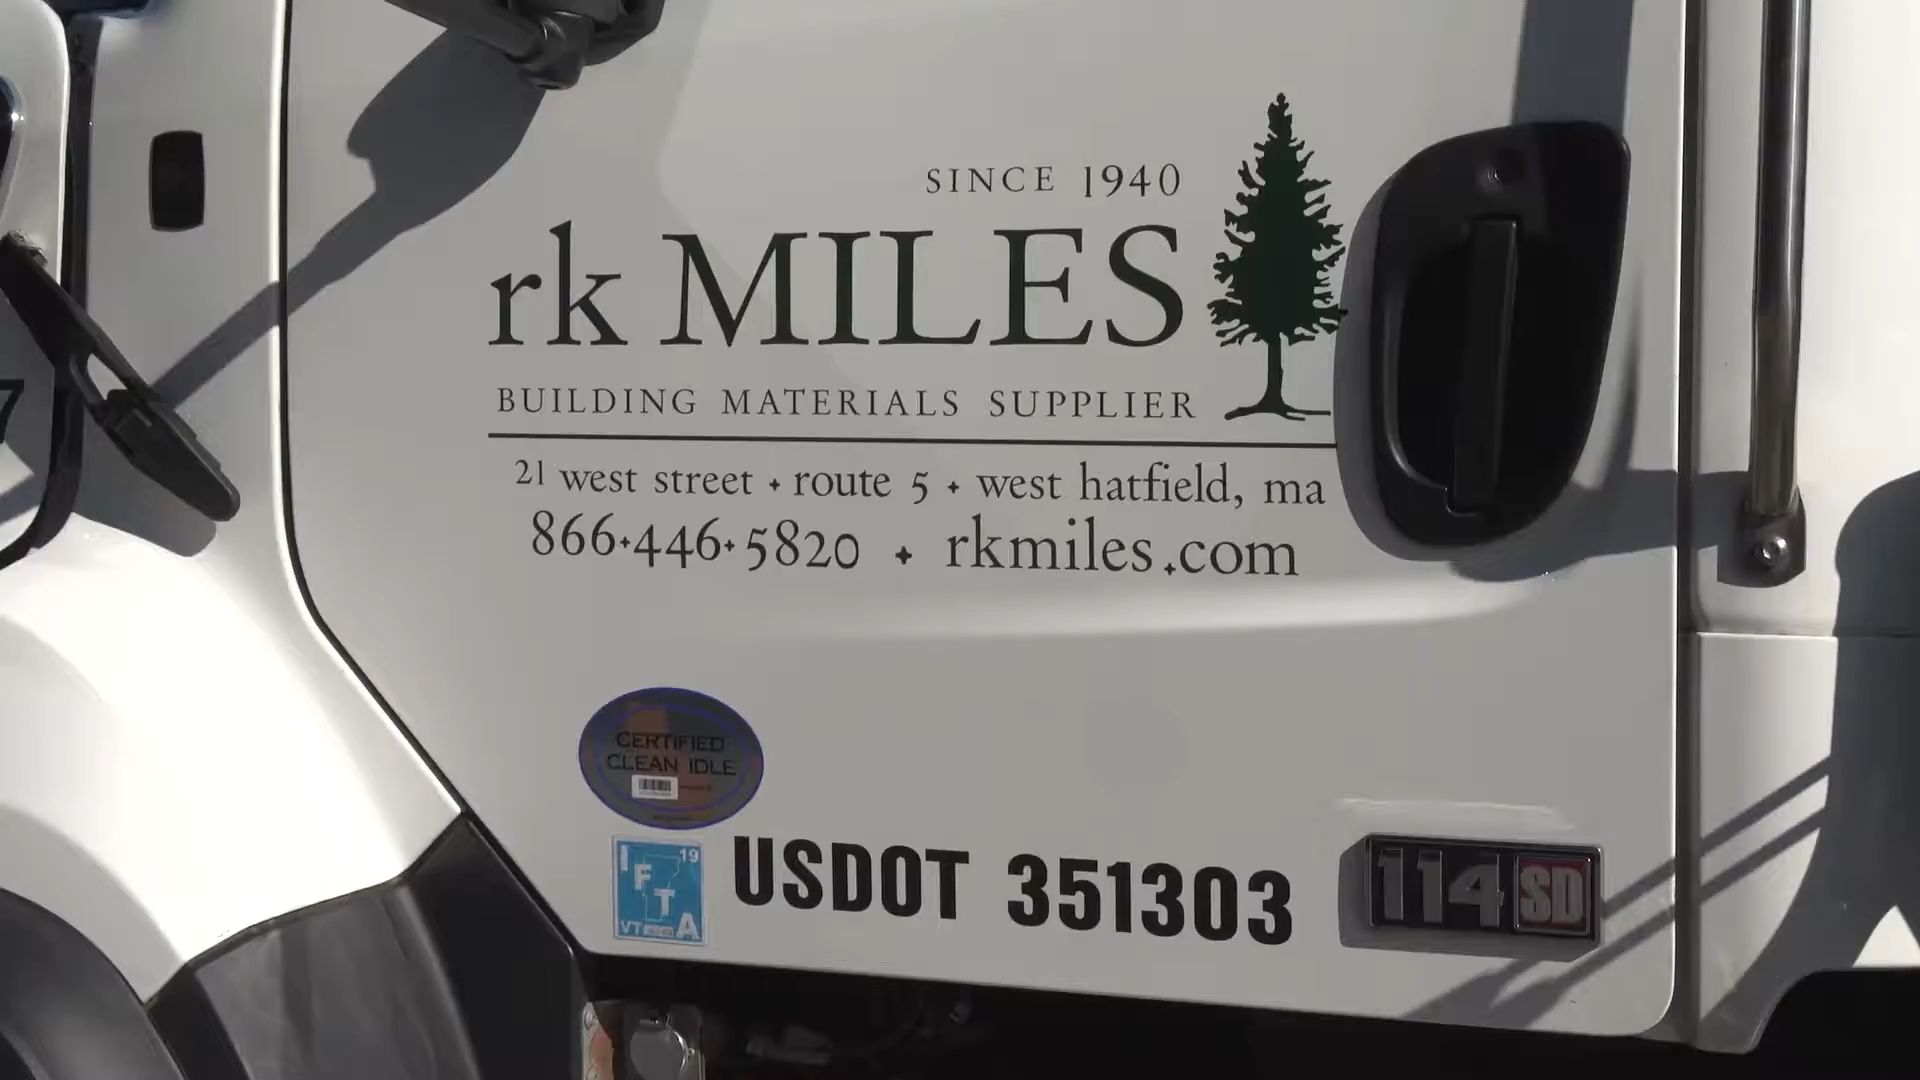 SINCE 1940
rk MILES
BUILDING MATERIALS SUPPLIER
21 west street • route 5 • west hatfield, ma
866•446•5820 • rkmiles.com
CERTIFIED
CLEAN IDLE
19
IFTA
VT
USDOT 351303
114 SD